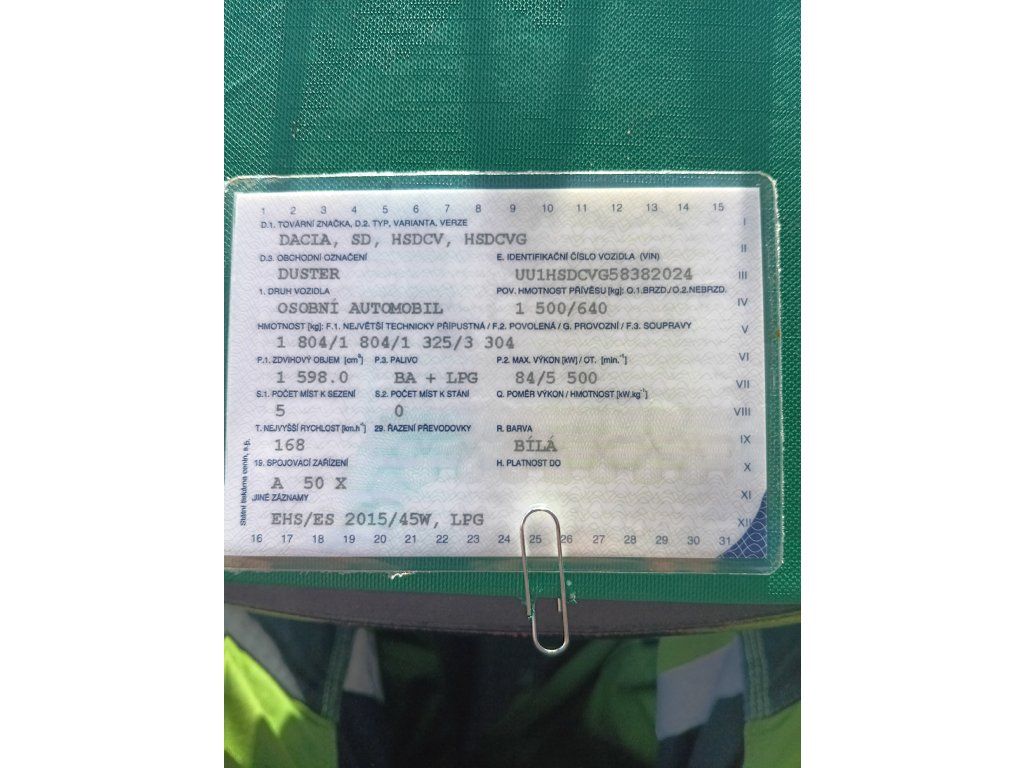 1 2 3 4 5 6 7 8 9 10 11 12 13 14 15
D.1. TOVÁRNÍ ZNAČKA, D.2. TYP, VARIANTA, VERZE I
DACIA, SD, HSDCV, HSDCVG
II
D.3. OBCHODNÍ OZNAČENÍ E. IDENTIFIKAČNÍ ČÍSLO VOZIDLA (VIN)
DUSTER UU1HSDCVG58382024 III
1. DRUH VOZIDLA POV. HMOTNOST PŘÍVĚSU [kg]: O.1.BRZD./O.2.NEBRZD.
OSOBNÍ AUTOMOBIL 1 500/640 IV
HMOTNOST [kg]: F.1. NEJVĚTŠÍ TECHNICKY PŘÍPUSTNÁ / F.2. POVOLENÁ / G. PROVOZNÍ / F.3. SOUPRAVY V
1 804/1 804/1 325/3 304
P.1. ZDVIHOVÝ OBJEM [cm³] P.3. PALIVO P.2. MAX. VÝKON [kW] / OT. [min.⁻¹] VI
1 598.0 BA + LPG 84/5 500 VII
S.1. POČET MÍST K SEZENÍ S.2. POČET MÍST K STÁNÍ Q. POMĚR VÝKON / HMOTNOST [kW.kg⁻¹]
5 0 VIII
T. NEJVYŠŠÍ RYCHLOST [km.h⁻¹] 29. ŘAZENÍ PŘEVODOVKY R. BARVA
168 BÍLÁ IX
19. SPOJOVACÍ ZAŘÍZENÍ H. PLATNOST DO X
A 50 X
JINÉ ZÁZNAMY XI
EHS/ES 2015/45W, LPG XII
16 17 18 19 20 21 22 23 24 25 26 27 28 29 30 31
Státní tiskárna cenin, s.p.